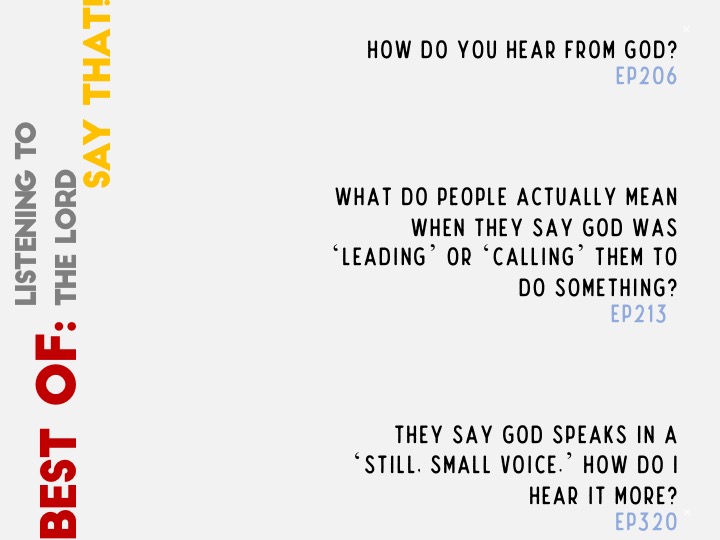 SAY THAT!
LISTENING TO
THE LORD
BEST OF:
HOW DO YOU HEAR FROM GOD?
EP206
WHAT DO PEOPLE ACTUALLY MEAN
WHEN THEY SAY GOD WAS
‘LEADING’ OR ‘CALLING’ THEM TO
DO SOMETHING?
EP213
THEY SAY GOD SPEAKS IN A
‘STILL, SMALL VOICE.’ HOW DO I
HEAR IT MORE?
EP320